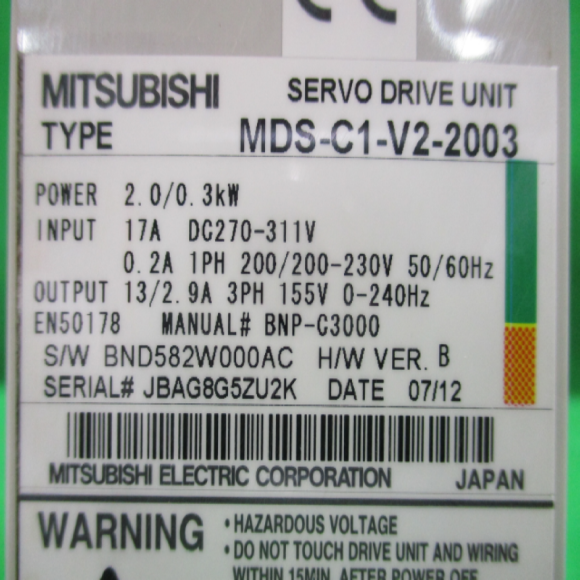 CE
MITSUBISHI SERVO DRIVE UNIT
TYPE MDS-C1-V2-2003
POWER 2.0/0.3kW
INPUT 17A DC270-311V
0.2A 1PH 200/200-230V 50/60Hz
OUTPUT 13/2.9A 3PH 155V 0-240Hz
EN50178 MANUAL# BNP-C3000
S/W BND582W000AC H/W VER. B
SERIAL# JBAG8G5ZU2K DATE 07/12
MITSUBISHI ELECTRIC CORPORATION JAPAN
WARNING
• HAZARDOUS VOLTAGE
• DO NOT TOUCH DRIVE UNIT AND WIRING
WITHIN 15MIN. AFTER POWER OFF